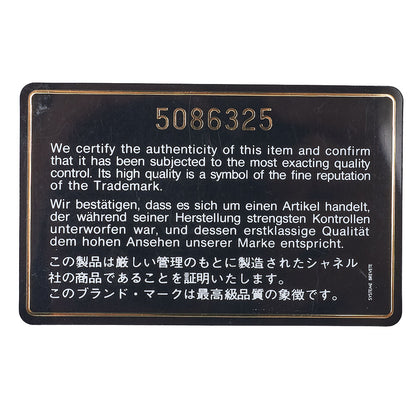 5086325
We certify the authenticity of this item and confirm
that it has been subjected to the most exacting quality
control. Its high quality is a symbol of the fine reputation
of the Trademark.
Wir bestätigen, dass es sich um einen Artikel handelt,
der während seiner Herstellung strengsten Kontrollen
unterworfen war, und dessen erstklassige Qualität
dem hohen Ansehen unserer Marke entspricht.
この製品は厳しい管理のもとに製造されたシャネル
社の商品であることを証明いたします。
このブランド・マークは最高級品質の象徴です。
SYSTEME BREVETE